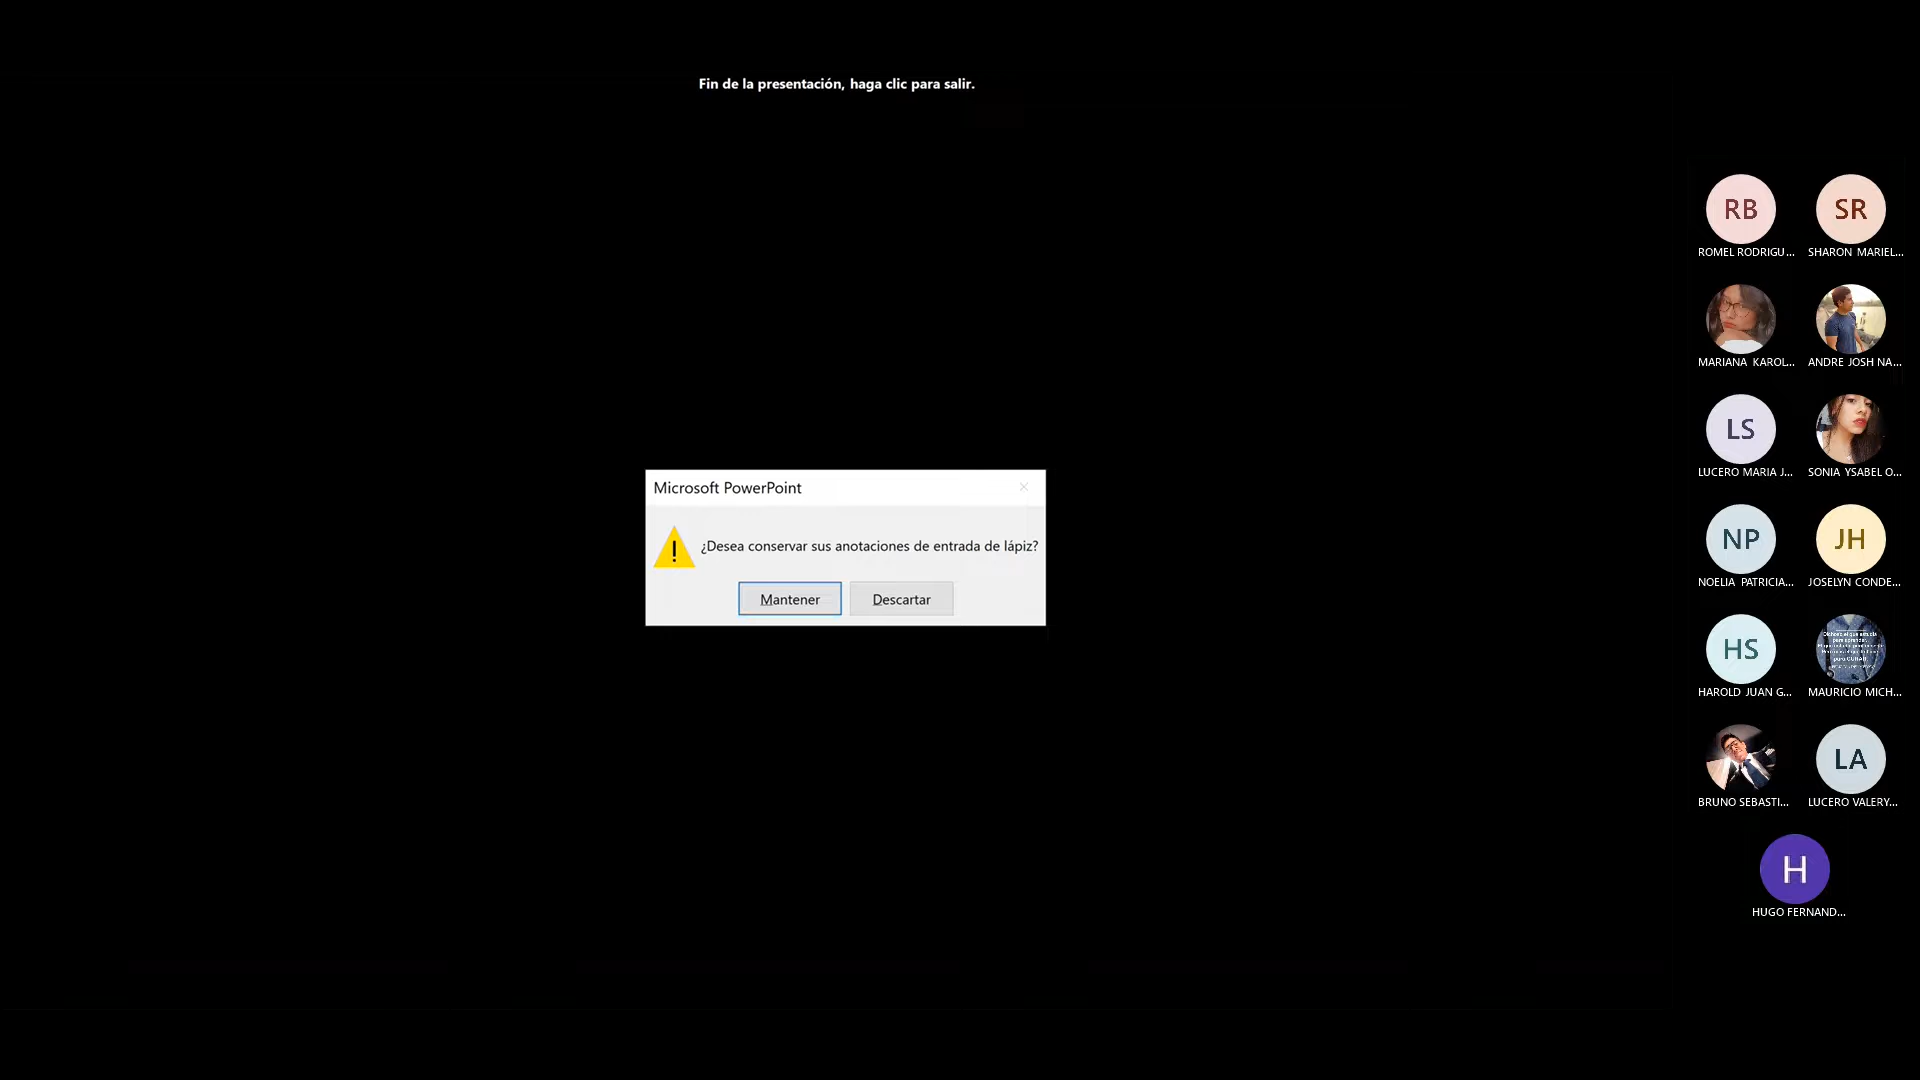 Fin de la presentación, haga clic para salir.
Microsoft PowerPoint
¿Desea conservar sus anotaciones de entrada de lápiz?
Mantener Descartar
RB SR
ROMEL RODRIGU... SHARON MARIEL...
MARIANA KAROL... ANDRE JOSH NA...
LS
LUCERO MARIA J... SONIA YSABEL O...
NP JH
NOELIA PATRICIA... JOSELYN CONDE...
HS
HAROLD JUAN G... MAURICIO MICH...
LA
BRUNO SEBASTI... LUCERO VALERY...
H
HUGO FERNAND...